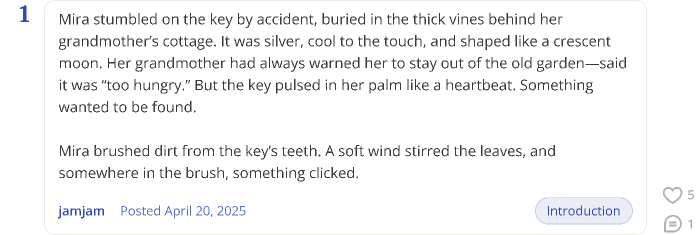 1
Mira stumbled on the key by accident, buried in the thick vines behind her
grandmother’s cottage. It was silver, cool to the touch, and shaped like a crescent
moon. Her grandmother had always warned her to stay out of the old garden—said
it was “too hungry.” But the key pulsed in her palm like a heartbeat. Something
wanted to be found.
Mira brushed dirt from the key’s teeth. A soft wind stirred the leaves, and
somewhere in the brush, something clicked.
jamjam Posted April 20, 2025 Introduction
5
1